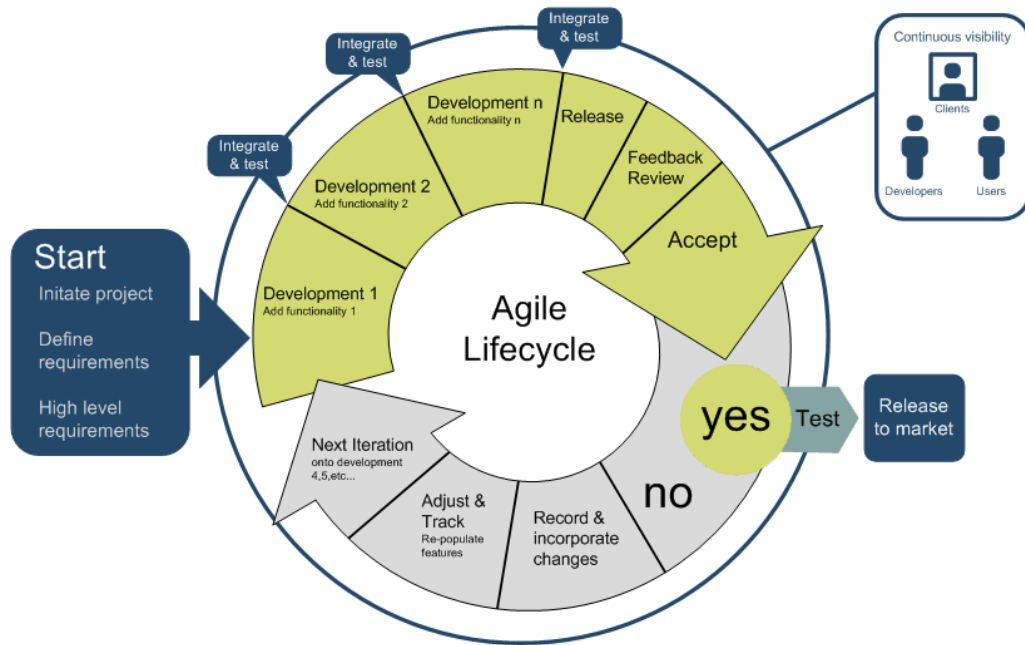 Start
Initate project
Define
requirements
High level
requirements
Integrate
& test
Integrate
& test
Integrate
& test
Development 1
Add functionality 1
Development 2
Add functionality 2
Development n
Add functionality n
Release
Feedback
Review
Accept
Agile
Lifecycle
yes
Test
Release
to market
no
Record &
incorporate
changes
Adjust &
Track
Re-populate
features
Next Iteration
onto development
4,5,etc...
Continuous visibility
Clients
Developers
Users